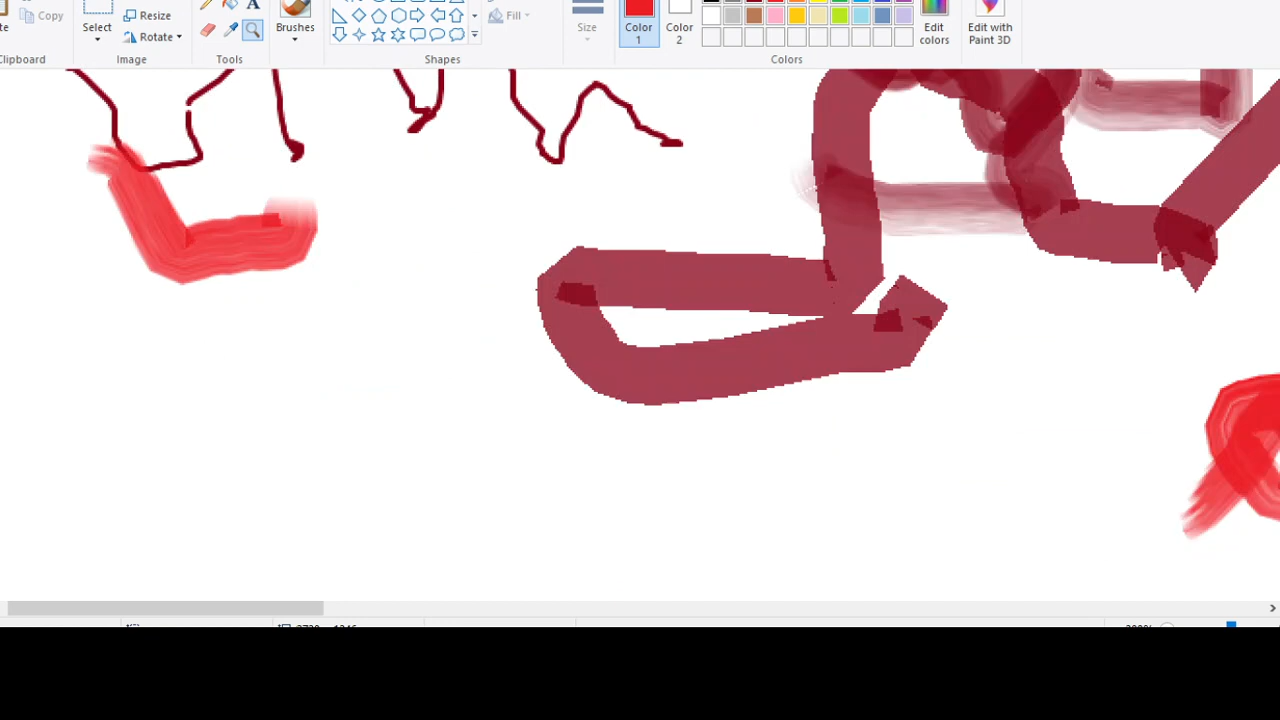 Copy
Select
Resize
Rotate
A
Brushes
Fill
Size
Color 1
Color 2
Edit colors
Edit with Paint 3D
Image
Tools
Shapes
Colors